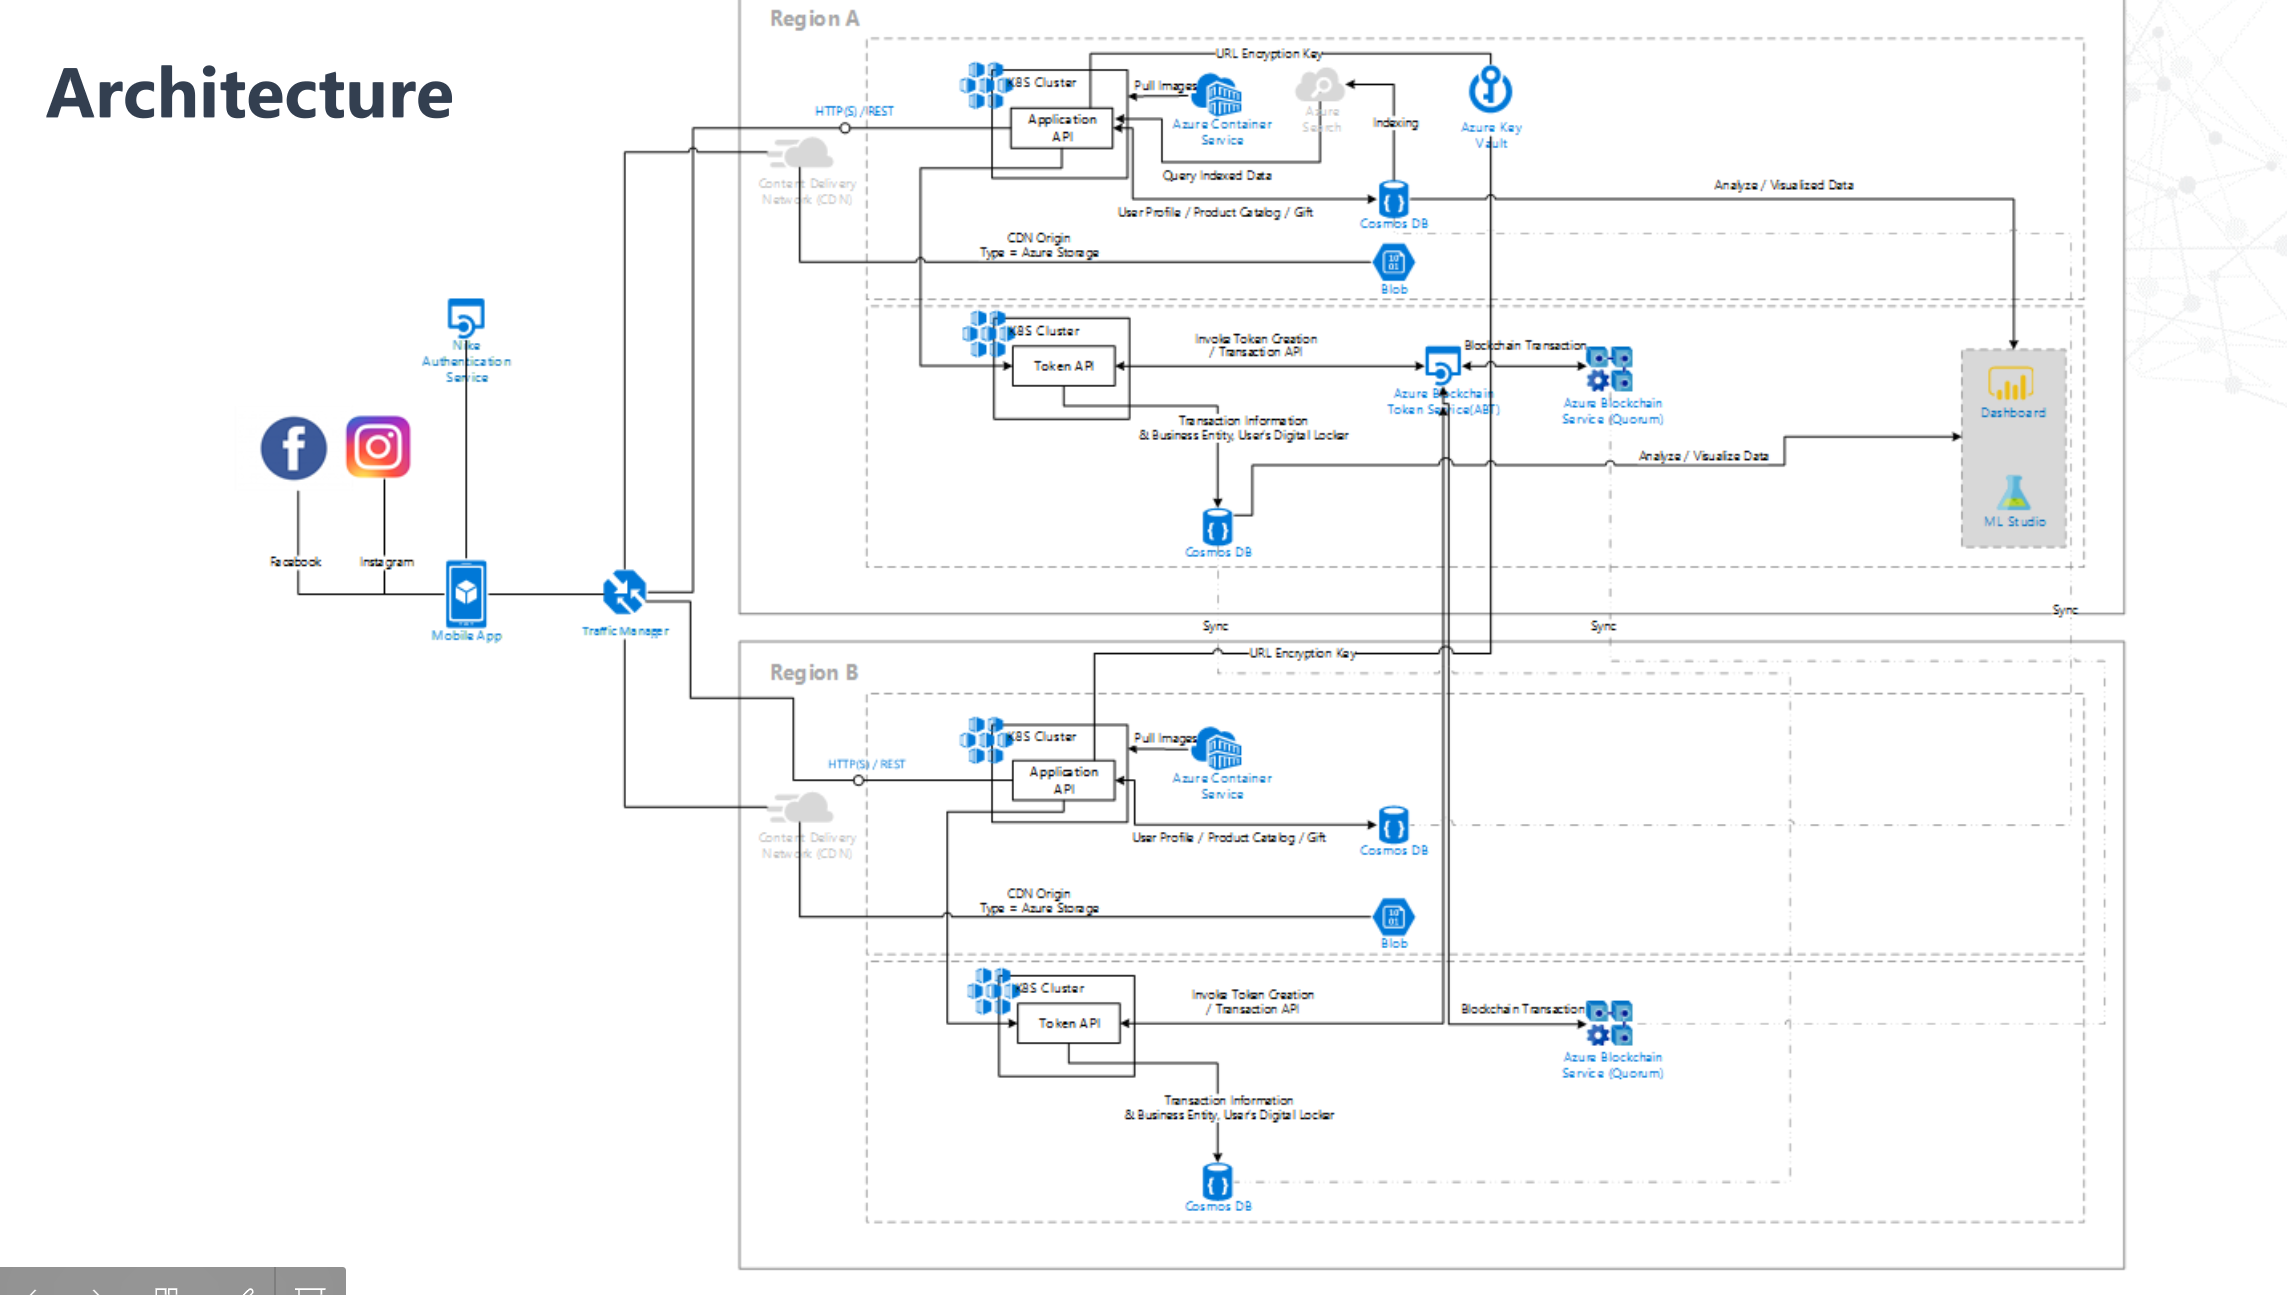 Architecture
Region A
URL Encryption Key
K8S Cluster
Pull Images
HTTP(S) / REST
Application
API
Azure Container
Service
Azure
Search
Indexing
Azure Key
Vault
Content Delivery
Network (CDN)
Query Indexed Data
Analyze / Visualized Data
User Profile / Product Catalog / Gift
Cosmos DB
CDN Origin
Type = Azure Storage
Blob
K8S Cluster
Token API
Invoke Token Creation
/ Transaction API
Blockchain Transaction
Azure Blockchain
Token Service(ABT)
Azure Blockchain
Service (Quorum)
Dashboard
Transaction Information
& Business Entity, User's Digital Locker
Analyze / Visualize Data
ML Studio
Cosmos DB
Nike
Authentication
Service
Facebook
Instagram
Mobile App
Traffic Manager
Sync
Sync
Sync
URL Encryption Key
Region B
K8S Cluster
Pull Images
HTTP(S) / REST
Application
API
Azure Container
Service
Content Delivery
Network (CDN)
User Profile / Product Catalog / Gift
Cosmos DB
CDN Origin
Type = Azure Storage
Blob
K8S Cluster
Token API
Invoke Token Creation
/ Transaction API
Blockchain Transaction
Azure Blockchain
Service (Quorum)
Transaction Information
& Business Entity, User's Digital Locker
Cosmos DB